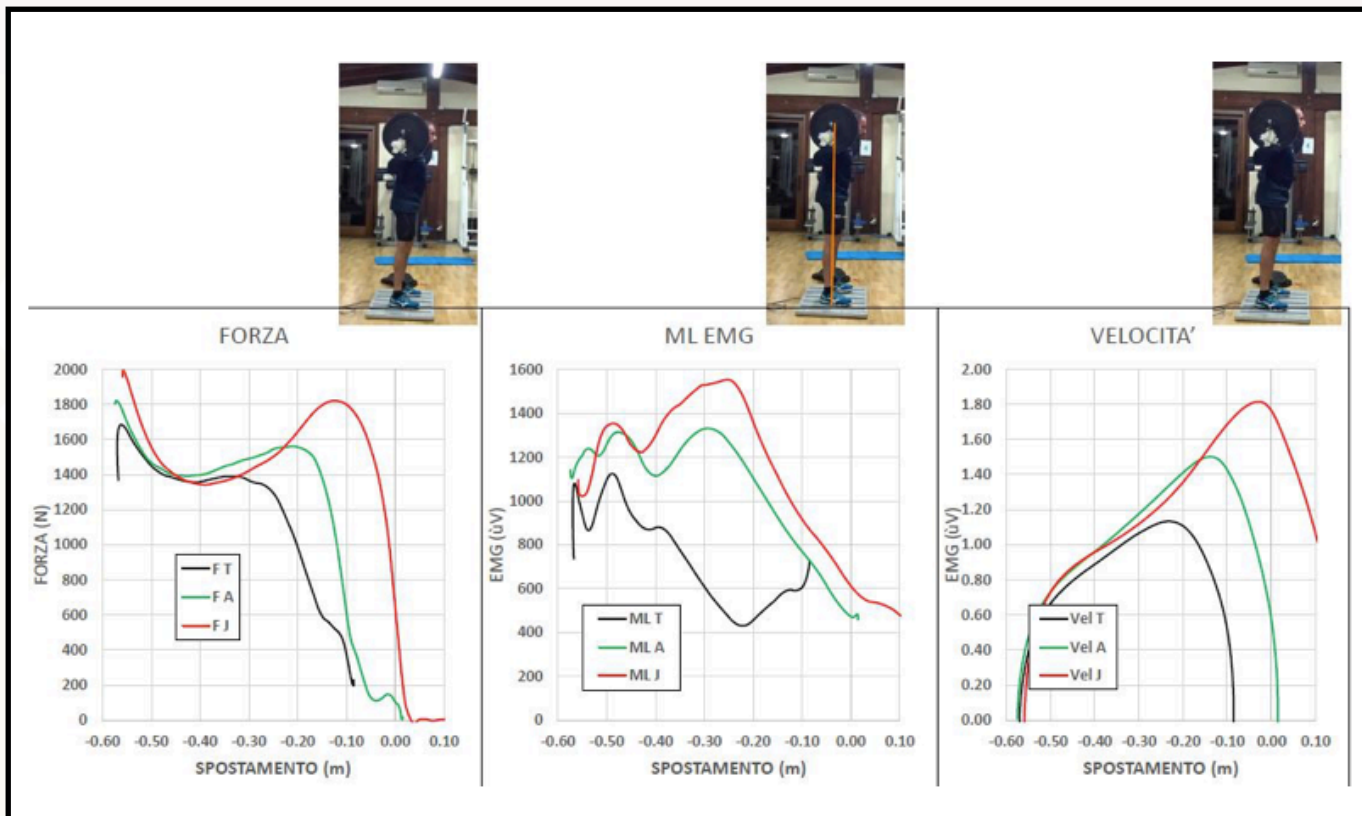 FORZA
2000
1800
1600
1400
1200
1000
800
600
400
200
0
FORZA (N)
F T
F A
F J
-0.60 -0.50 -0.40 -0.30 -0.20 -0.10 0.00 0.10
SPOSTAMENTO (m)
ML EMG
1600
1400
1200
1000
800
600
400
200
0
EMG (ùV)
ML T
ML A
ML J
-0.60 -0.50 -0.40 -0.30 -0.20 -0.10 0.00 0.10
SPOSTAMENTO (m)
VELOCITA’
2.00
1.80
1.60
1.40
1.20
1.00
0.80
0.60
0.40
0.20
0.00
EMG (ùV)
Vel T
Vel A
Vel J
-0.60 -0.50 -0.40 -0.30 -0.20 -0.10 0.00 0.10
SPOSTAMENTO (m)